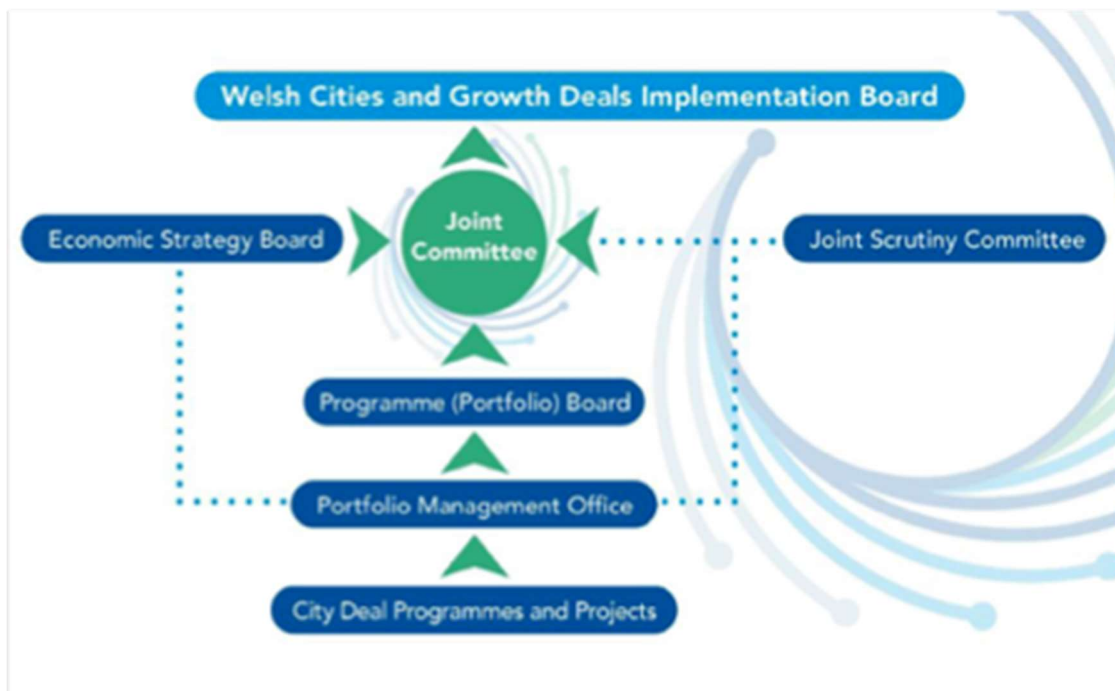 Welsh Cities and Growth Deals Implementation Board
Economic Strategy Board
Joint
Committee
Joint Scrutiny Committee
Programme (Portfolio) Board
Portfolio Management Office
City Deal Programmes and Projects